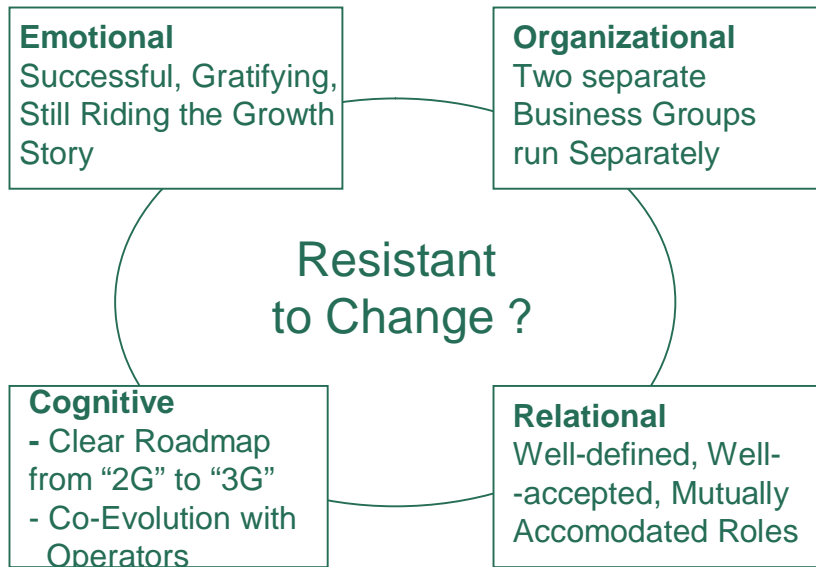 Emotional
Successful, Gratifying,
Still Riding the Growth
Story
Organizational
Two separate
Business Groups
run Separately
Resistant
to Change ?
Cognitive
- Clear Roadmap
from “2G” to “3G”
- Co-Evolution with
Operators
Relational
Well-defined, Well-
-accepted, Mutually
Accomodated Roles